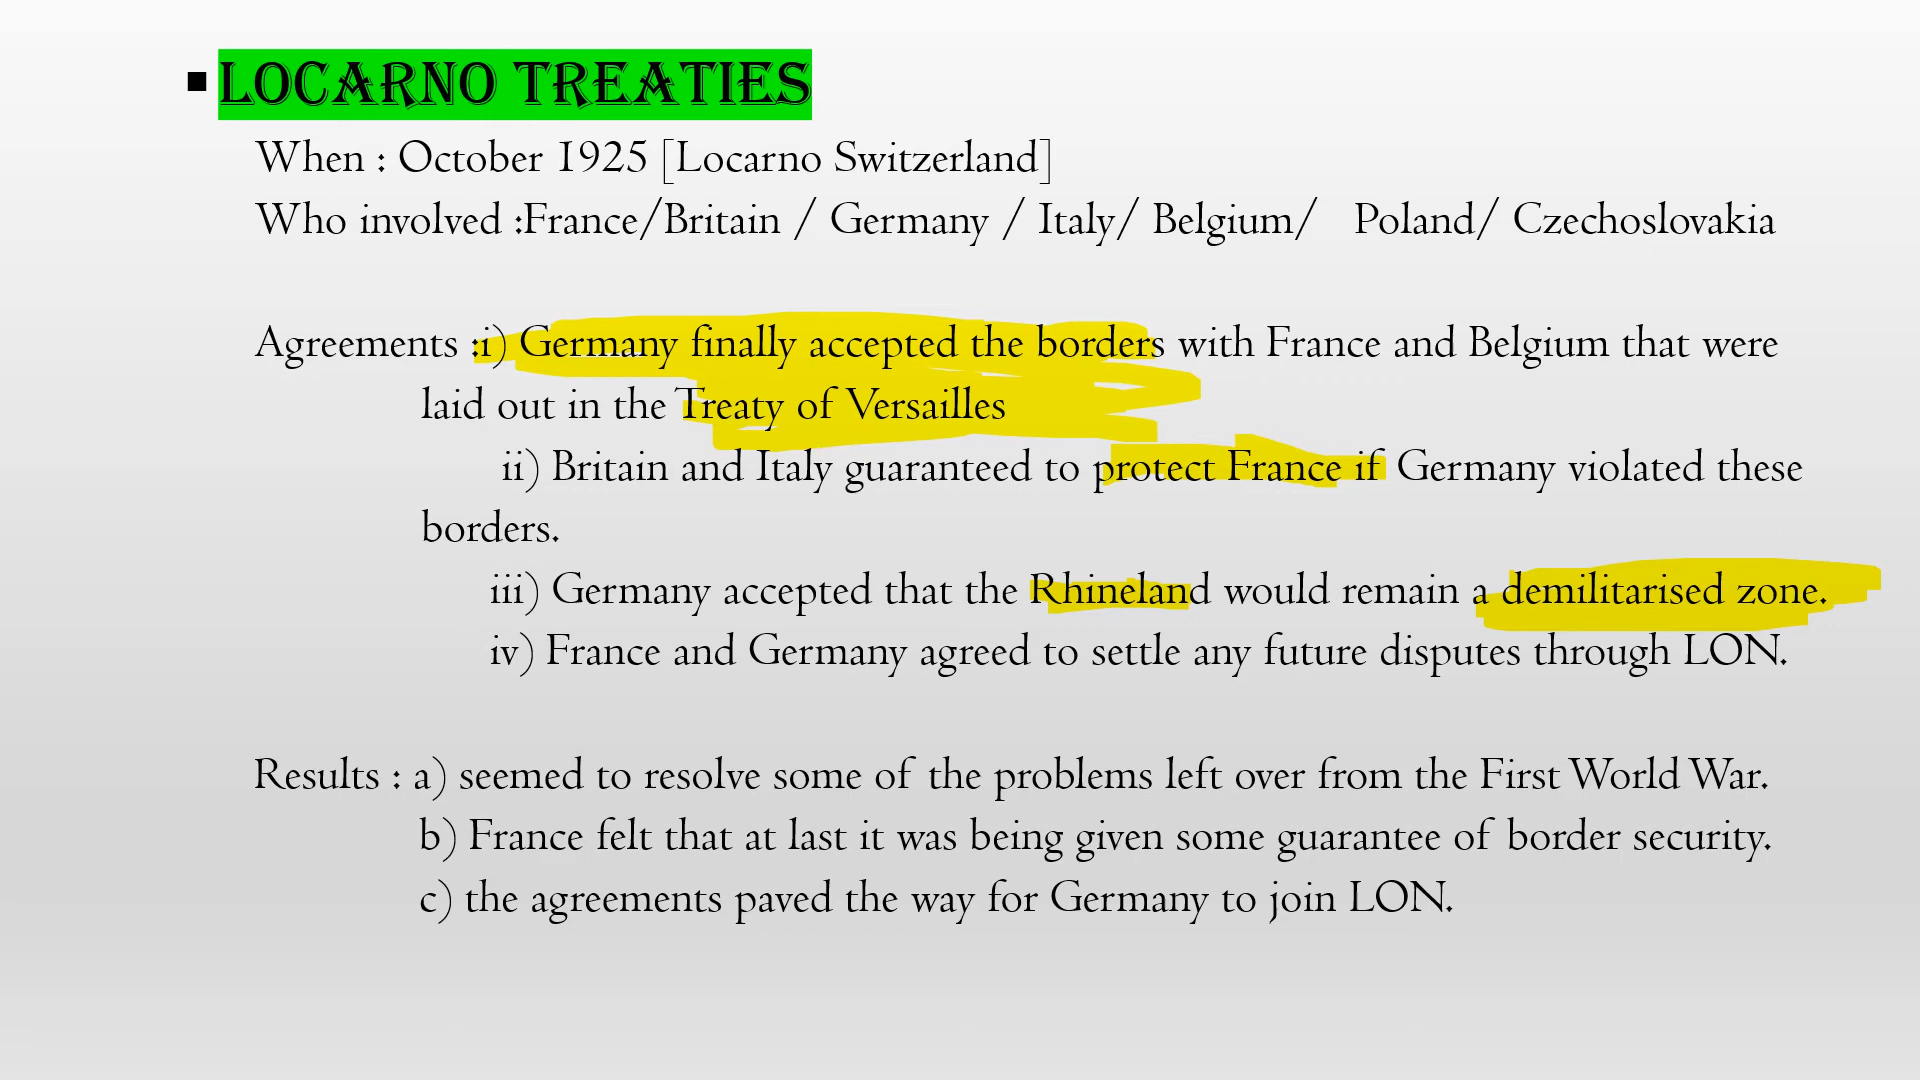 LOCARNO TREATIES
When : October 1925 [Locarno Switzerland]
Who involved :France/Britain / Germany / Italy/ Belgium/ Poland/ Czechoslovakia
Agreements :i) Germany finally accepted the borders with France and Belgium that were
laid out in the Treaty of Versailles
ii) Britain and Italy guaranteed to protect France if Germany violated these
borders.
iii) Germany accepted that the Rhineland would remain a demilitarised zone.
iv) France and Germany agreed to settle any future disputes through LON.
Results : a) seemed to resolve some of the problems left over from the First World War.
b) France felt that at last it was being given some guarantee of border security.
c) the agreements paved the way for Germany to join LON.